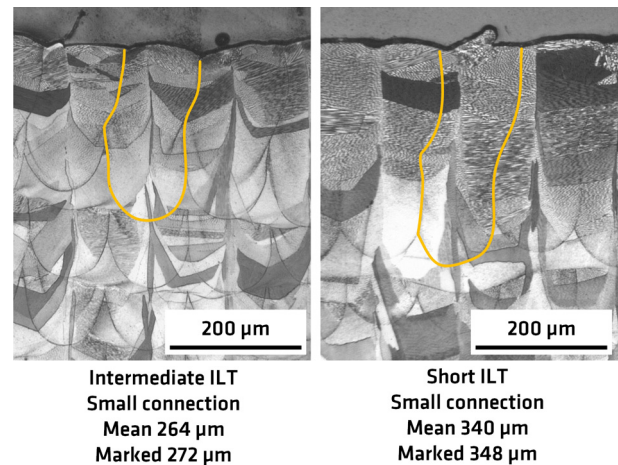 200 µm
200 µm
Intermediate ILT
Small connection
Mean 264 µm
Marked 272 µm
Short ILT
Small connection
Mean 340 µm
Marked 348 µm